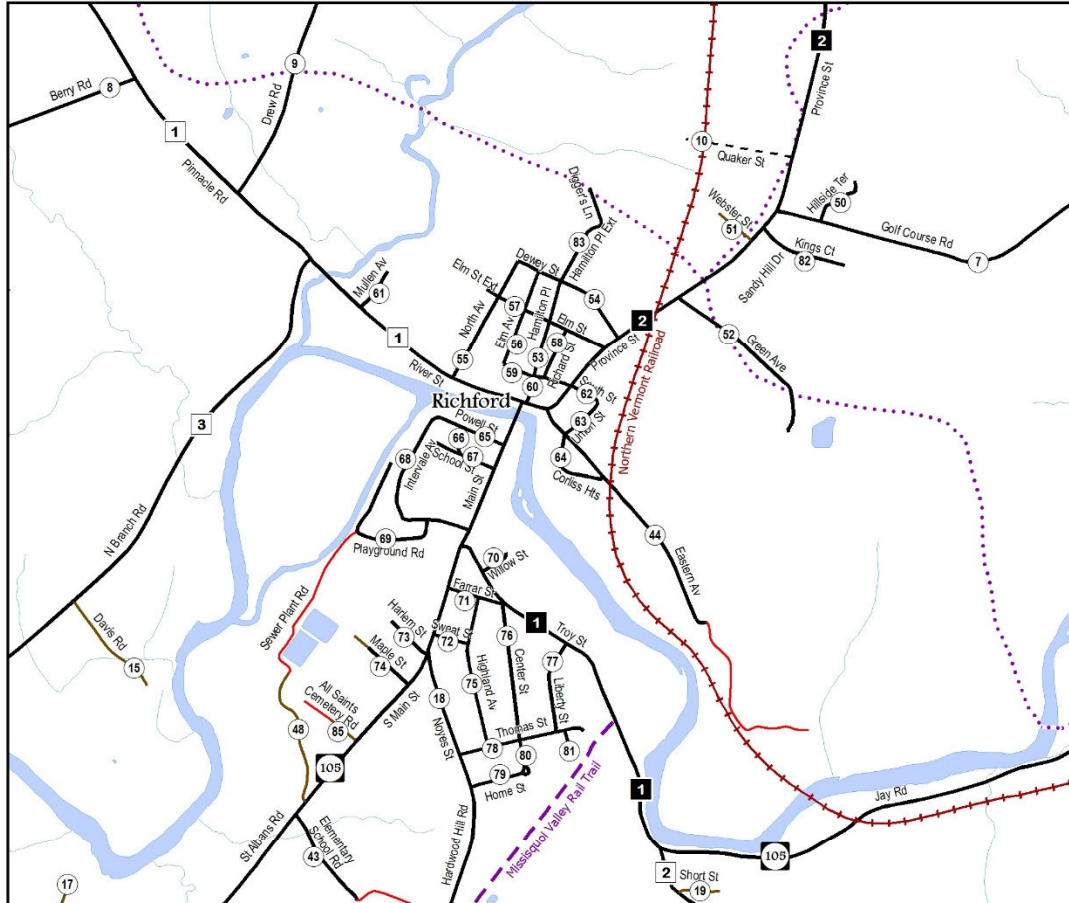 2
Province St
9
Drew Rd
Berry Rd
8
1
Pinnacle Rd
10
Quaker St
Digger's Ln
83
Hamilton Pl Ext
Webster St
51
Hillside Ter
50
Golf Course Rd
7
Kings Ct
82
Sandy Hill Dr
Mullen Av
61
Dewey St
54
Elm St Ext
57
North Av
55
Elm Av
56
Hamilton Pl
53
Elm St
58
Richard St
2
Province St
Northern Vermont Railroad
52
Green Ave
1
River St
59
60
South St
62
Richford
63
Union St
64
Corliss Hts
3
N Branch Rd
Powell St
65
66
School St
67
68
Intervale Av
Main St
69
Playground Rd
44
Eastern Av
Sewer Plant Rd
70
Willow St
Farrar St
71
1
Troy St
Harlem St
73
Sweat St
72
76
Center St
Maple St
74
75
Highland Av
77
Liberty St
Davis Rd
15
All Saints
Cemetery Rd
85
48
S Main St
18
Noyes St
Thomas St
78
80
81
79
Home St
105
Missisquoi Valley Rail Trail
1
Jay Rd
105
St Albans Rd
Elementary
School Rd
43
Hardwood Hill Rd
2
Short St
19
17